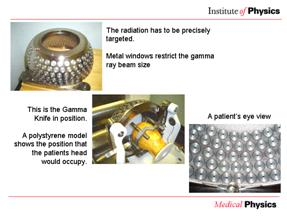 Institute of Physics
The radiation has to be precisely
targeted.
Metal windows restrict the gamma
ray beam size
This is the Gamma
Knife in position.
A polystyrene model
shows the position that
the patients head
would occupy.
A patient's eye view
Medical Physics